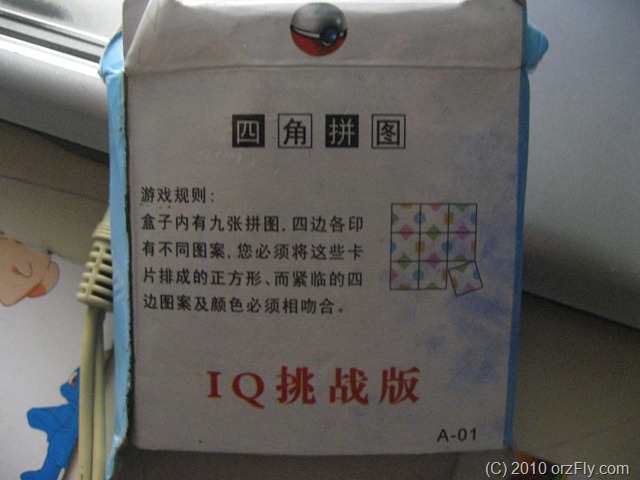 四角拼图
游戏规则：
盒子内有九张拼图，四边各印
有不同图案，您必须将这些卡
片排成的正方形、而紧临的四
边图案及颜色必须相吻合。
IQ挑战版
A-01
(C) 2010 orzFly.com